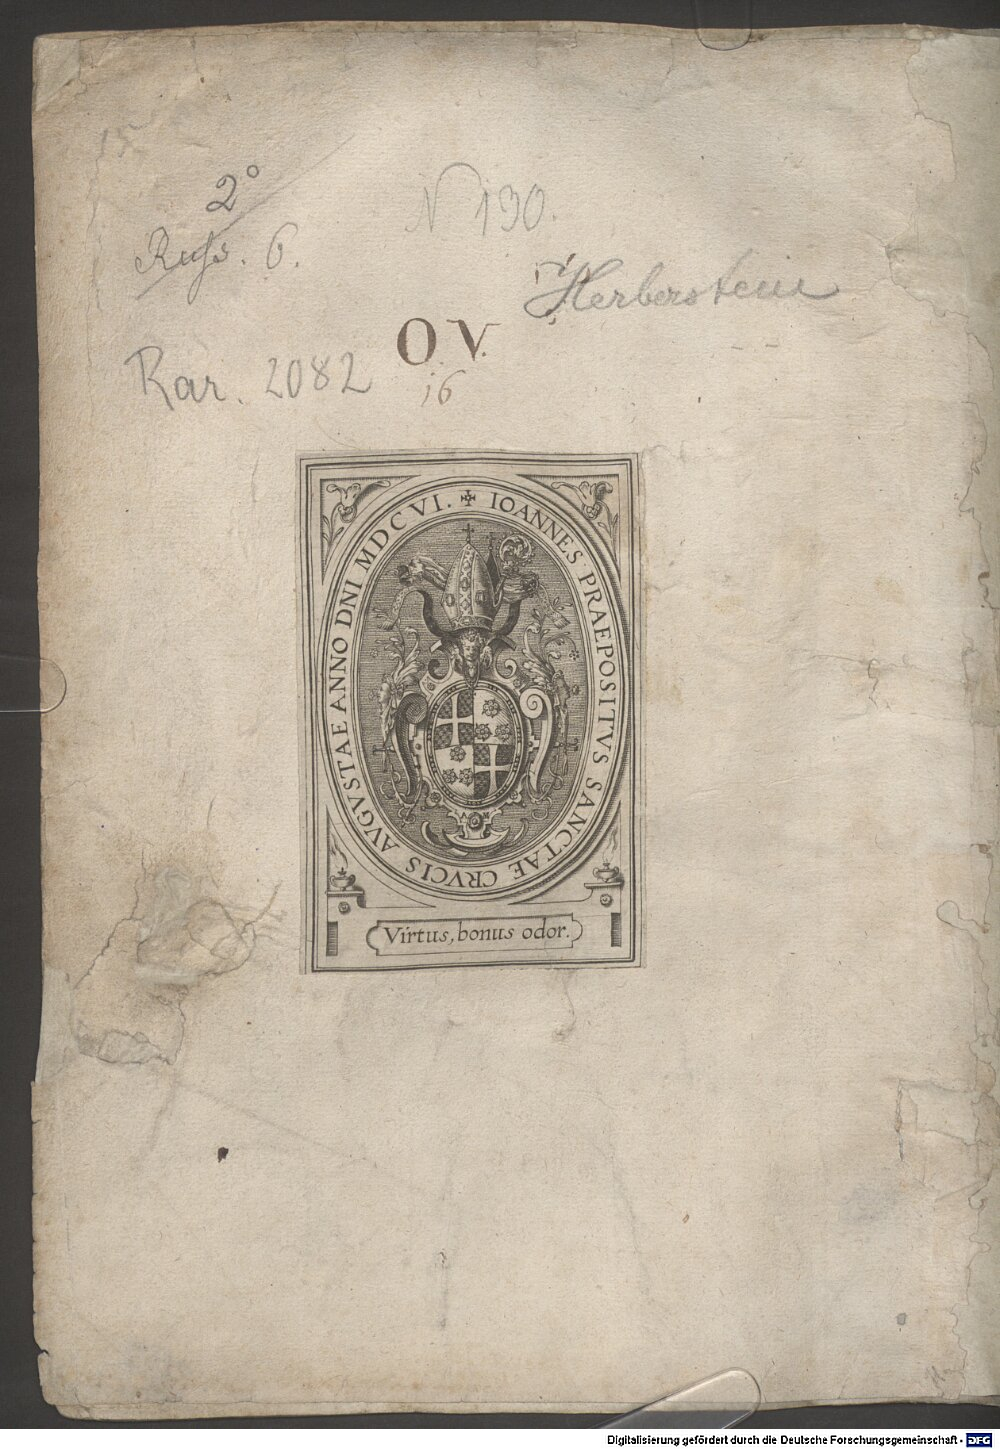 2°
Russ. 6.
N 190.
Herberstein
O. V.
16
Rar. 2082
✠ IOANNES PRAEPOSITVS SANCTAE CRVCIS AVGVSTAE ANNO DNI MDCVI.
Virtus, bonus odor.
Digitalisierung gefördert durch die Deutsche Forschungsgemeinschaft - DFG